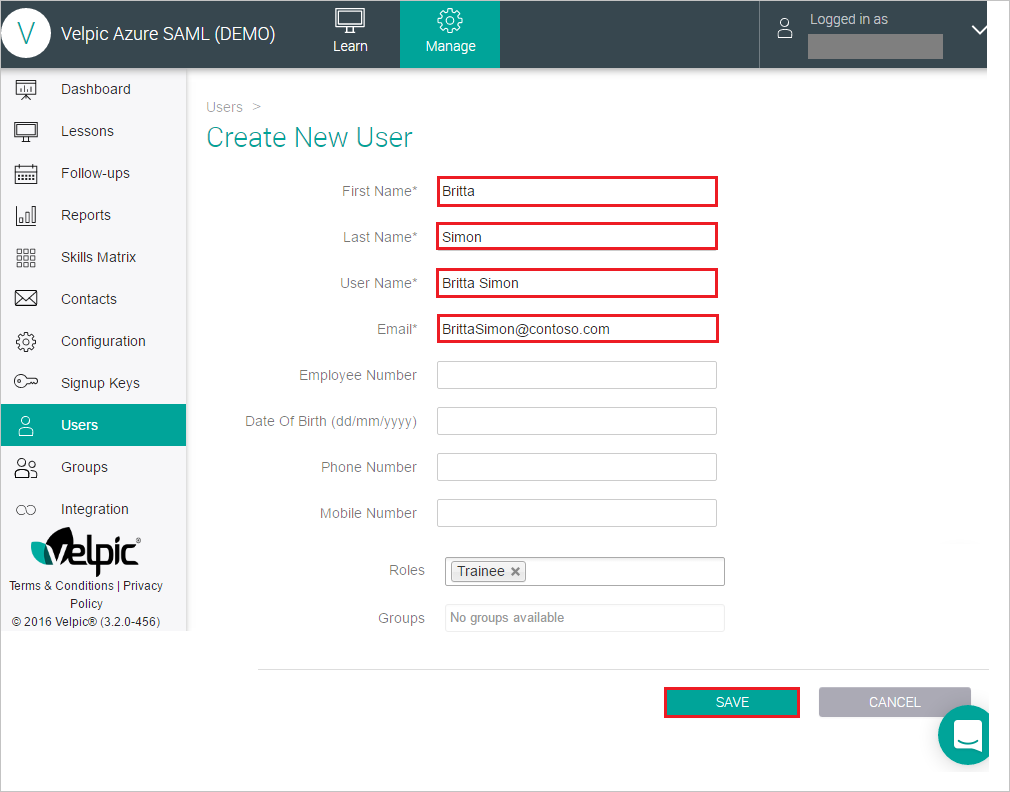 V
Velpic Azure SAML (DEMO)
Learn
Manage
Logged in as
Dashboard
Lessons
Follow-ups
Reports
Skills Matrix
Contacts
Configuration
Signup Keys
Users
Groups
Integration
velpic®
Terms & Conditions | Privacy
Policy
© 2016 Velpic® (3.2.0-456)
Users >
Create New User
First Name* Britta
Last Name* Simon
User Name* Britta Simon
Email* BrittaSimon@contoso.com
Employee Number
Date Of Birth (dd/mm/yyyy)
Phone Number
Mobile Number
Roles Trainee ×
Groups No groups available
SAVE CANCEL